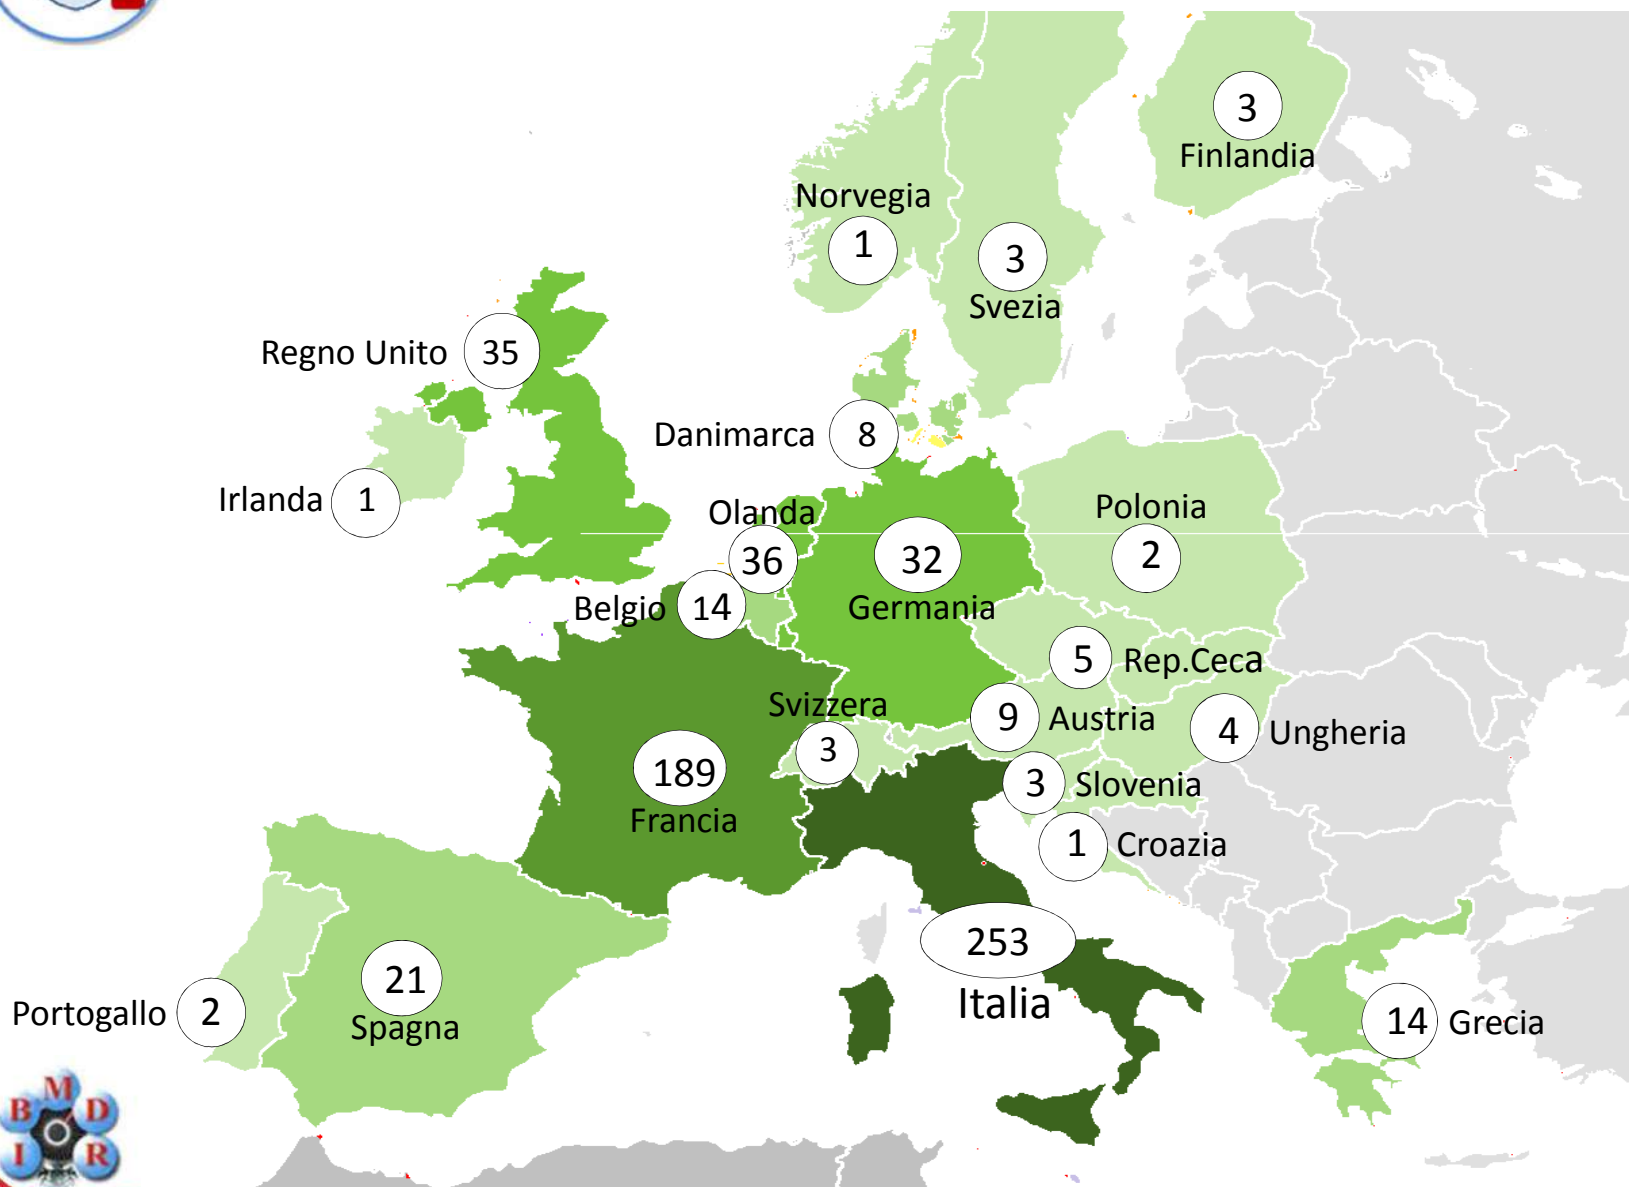 3
Finlandia
Norvegia
1
3
Svezia
Regno Unito 35
Danimarca 8
Irlanda 1
Olanda
36
32
Germania
Polonia
2
Belgio 14
5 Rep.Ceca
Svizzera
3
9 Austria
4 Ungheria
189
Francia
3 Slovenia
1 Croazia
253
Italia
21
Spagna
Portogallo 2
14 Grecia
M
B D
I R